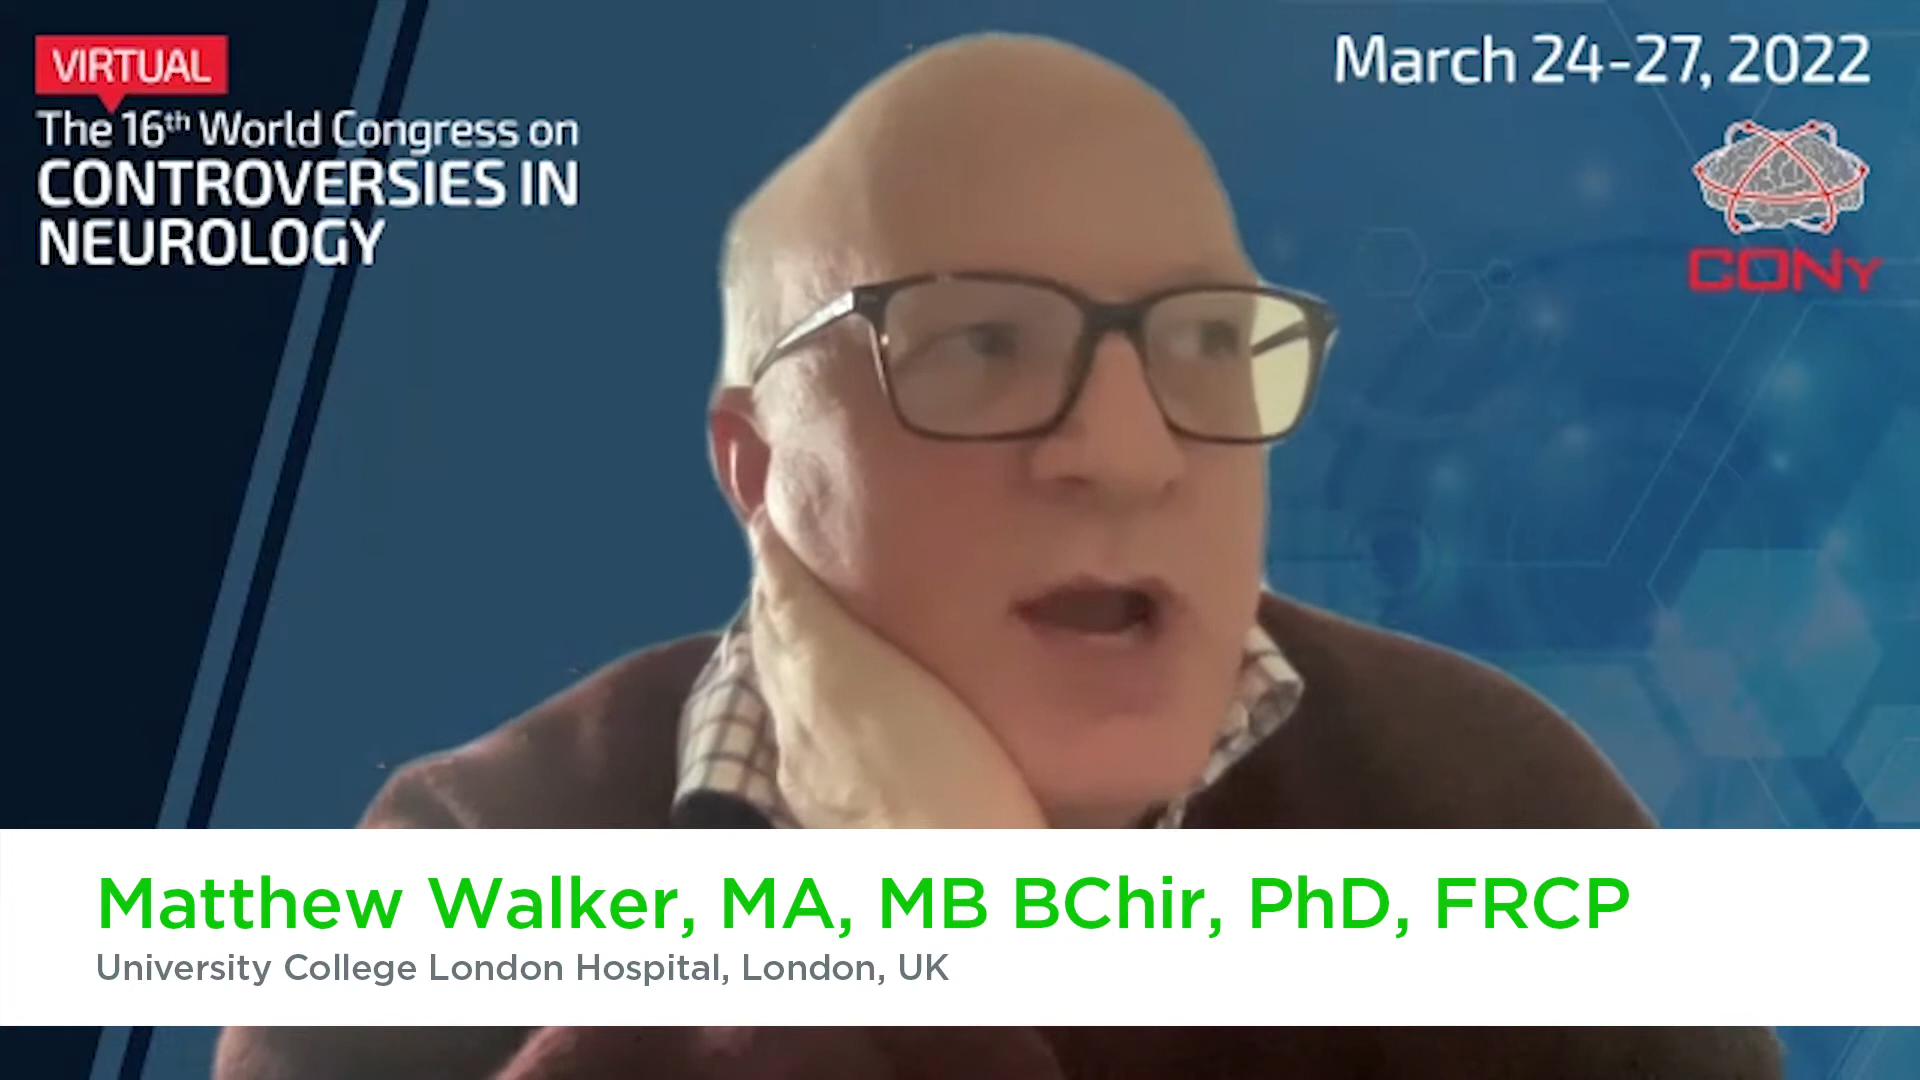 VIRTUAL
The 16th World Congress on
CONTROVERSIES IN
NEUROLOGY
March 24-27, 2022
CONy
Matthew Walker, MA, MB BChir, PhD, FRCP
University College London Hospital, London, UK